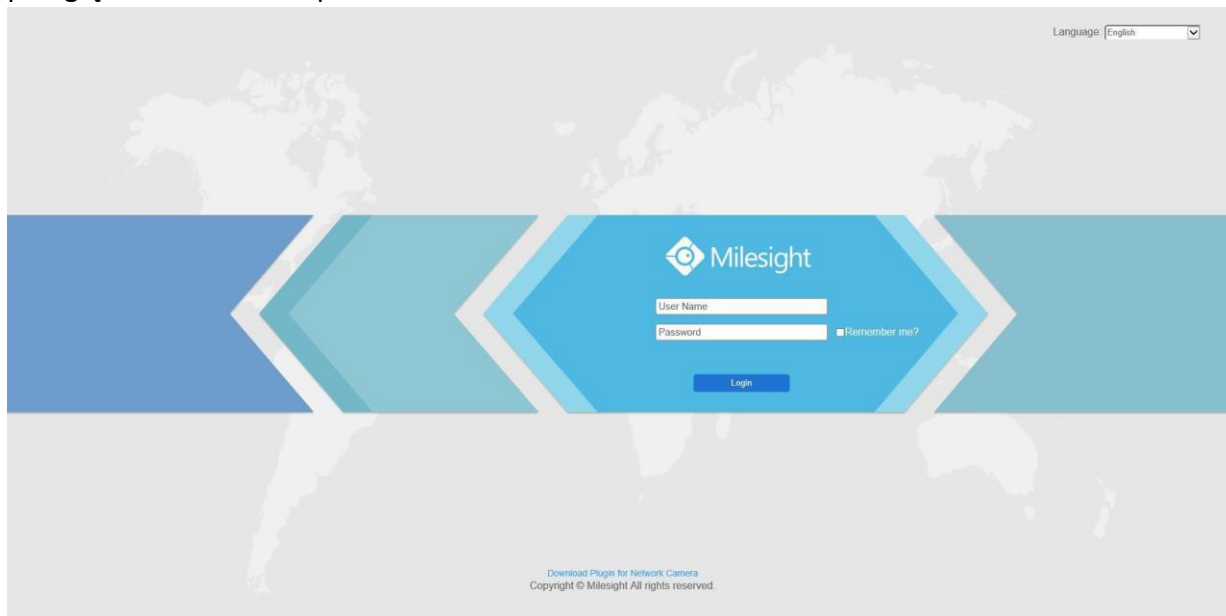 Language: English
Milesight
User Name
Password
Remember me?
Login
Download Plugin for Network Camera
Copyright © Milesight All rights reserved.